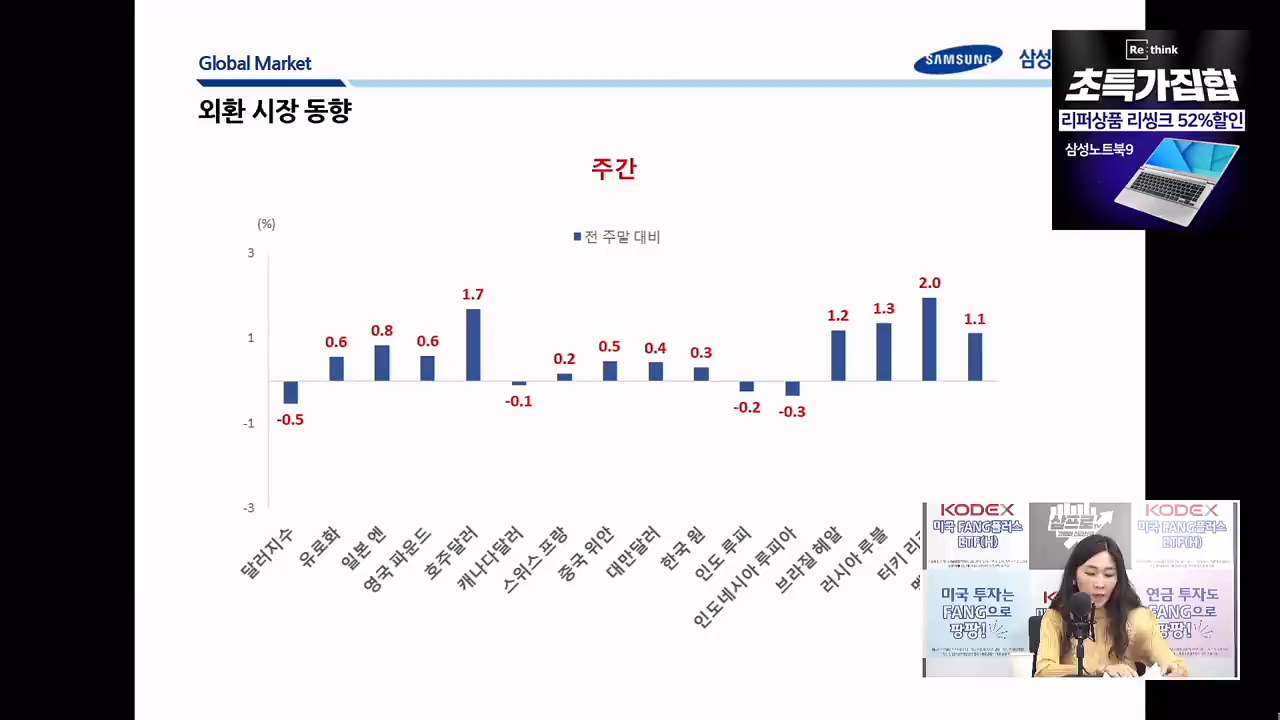 Global Market
SAMSUNG 삼성
외환 시장 동향
주간
(%)
전 주말 대비
3
1
-1
-3
-0.5
0.6
0.8
0.6
1.7
-0.1
0.2
0.5
0.4
0.3
-0.2
-0.3
1.2
1.3
2.0
1.1
달러지수
유로화
일본 엔
영국 파운드
호주달러
캐나다달러
스위스 프랑
중국 위안
대만달러
한국 원
인도 루피
인도네시아 루피아
브라질 헤알
러시아 루블
터키
Re:think
초특가집합
리퍼상품 리씽크 52%할인
삼성노트북9
KODEX
미국 FANG플러스
ETF(H)
삼프로TV
KODEX
미국 FANG플러스
ETF(H)
미국 투자는
FANG으로
팡팡!
연금 투자도
FANG으로
팡팡!